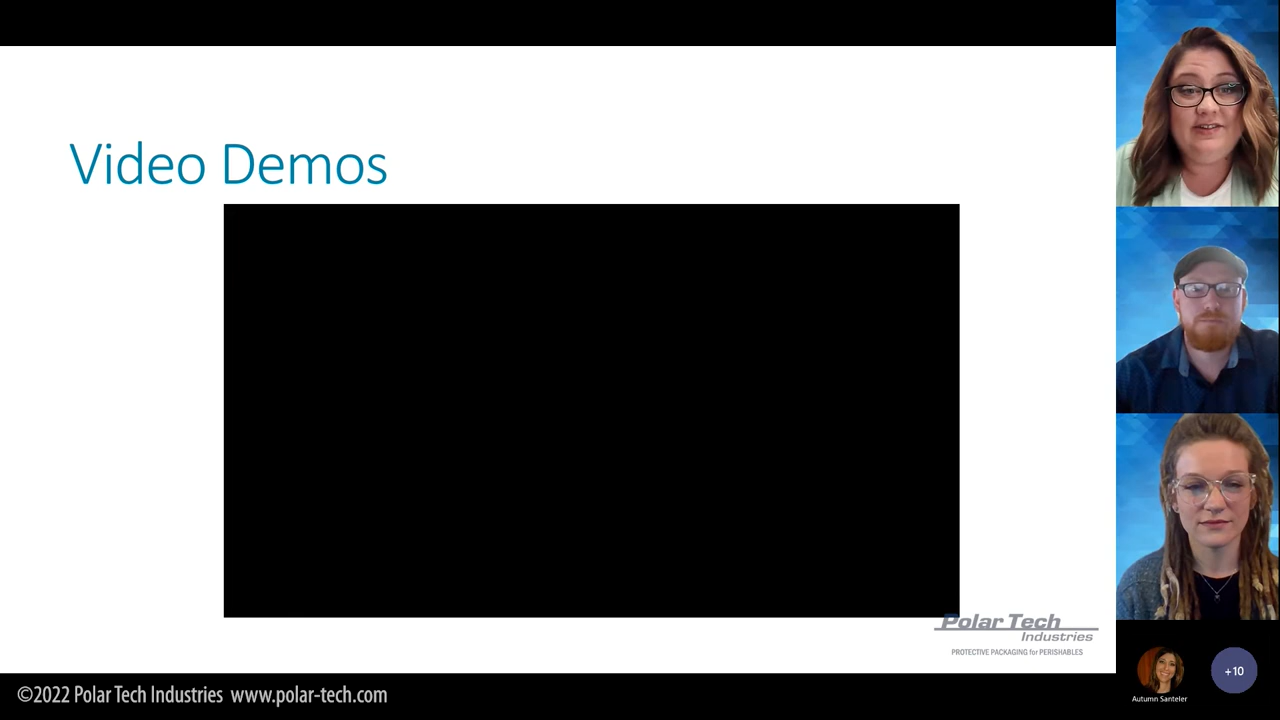 Video Demos
Polar Tech
Industries
PROTECTIVE PACKAGING for PERISHABLES
©2022 Polar Tech Industries www.polar-tech.com
Autumn Santeler
+10